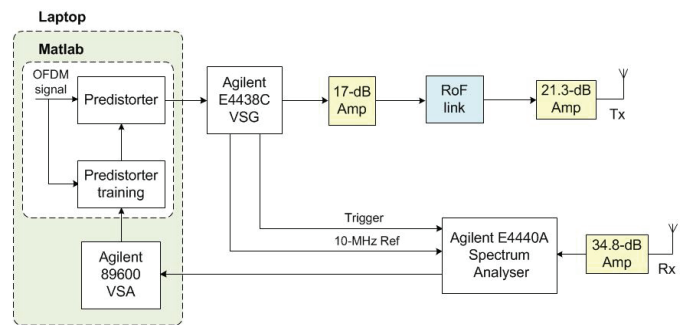 Laptop
Matlab
OFDM
signal
Predistorter
Predistorter
training
Agilent
89600
VSA
Agilent
E4438C
VSG
17-dB
Amp
RoF
link
21.3-dB
Amp
Tx
Trigger
10-MHz Ref
Agilent E4440A
Spectrum
Analyser
34.8-dB
Amp
Rx